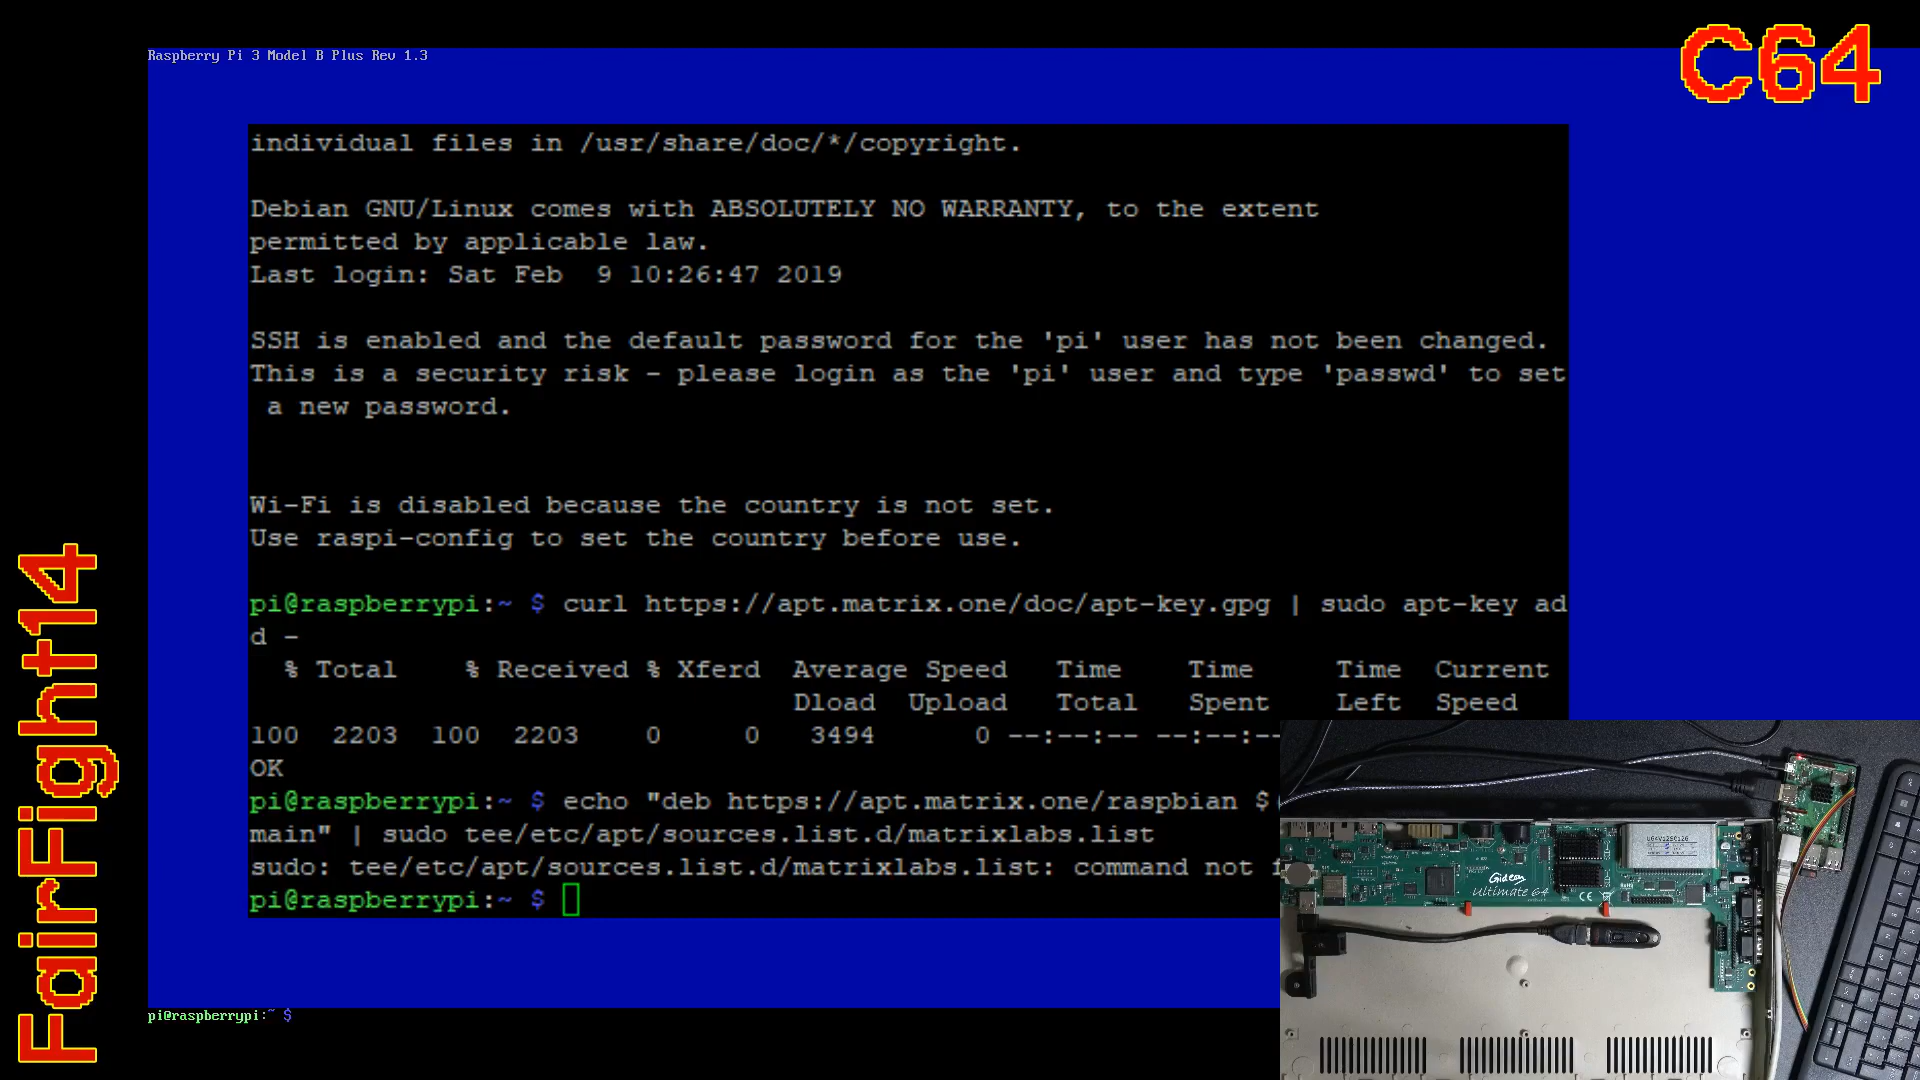 Raspberry Pi 3 Model B Plus Rev 1.3
C64
individual files in /usr/share/doc/*/copyright.
Debian GNU/Linux comes with ABSOLUTELY NO WARRANTY, to the extent
permitted by applicable law.
Last login: Sat Feb  9 10:26:47 2019
SSH is enabled and the default password for the 'pi' user has not been changed.
This is a security risk - please login as the 'pi' user and type 'passwd' to set
 a new password.
Wi-Fi is disabled because the country is not set.
Use raspi-config to set the country before use.
pi@raspberrypi:~ $ curl https://apt.matrix.one/doc/apt-key.gpg | sudo apt-key ad
d -
  % Total    % Received % Xferd  Average Speed   Time    Time     Time  Current
                                 Dload  Upload   Total   Spent    Left  Speed
100  2203  100  2203    0     0   3494      0 --:--:-- --:--:--
OK
pi@raspberrypi:~ $ echo "deb https://apt.matrix.one/raspbian $
main" | sudo tee/etc/apt/sources.list.d/matrixlabs.list
sudo: tee/etc/apt/sources.list.d/matrixlabs.list: command not f
pi@raspberrypi:~ $
pi@raspberrypi:~ $
FairFight14
Gideon
Ultimate 64